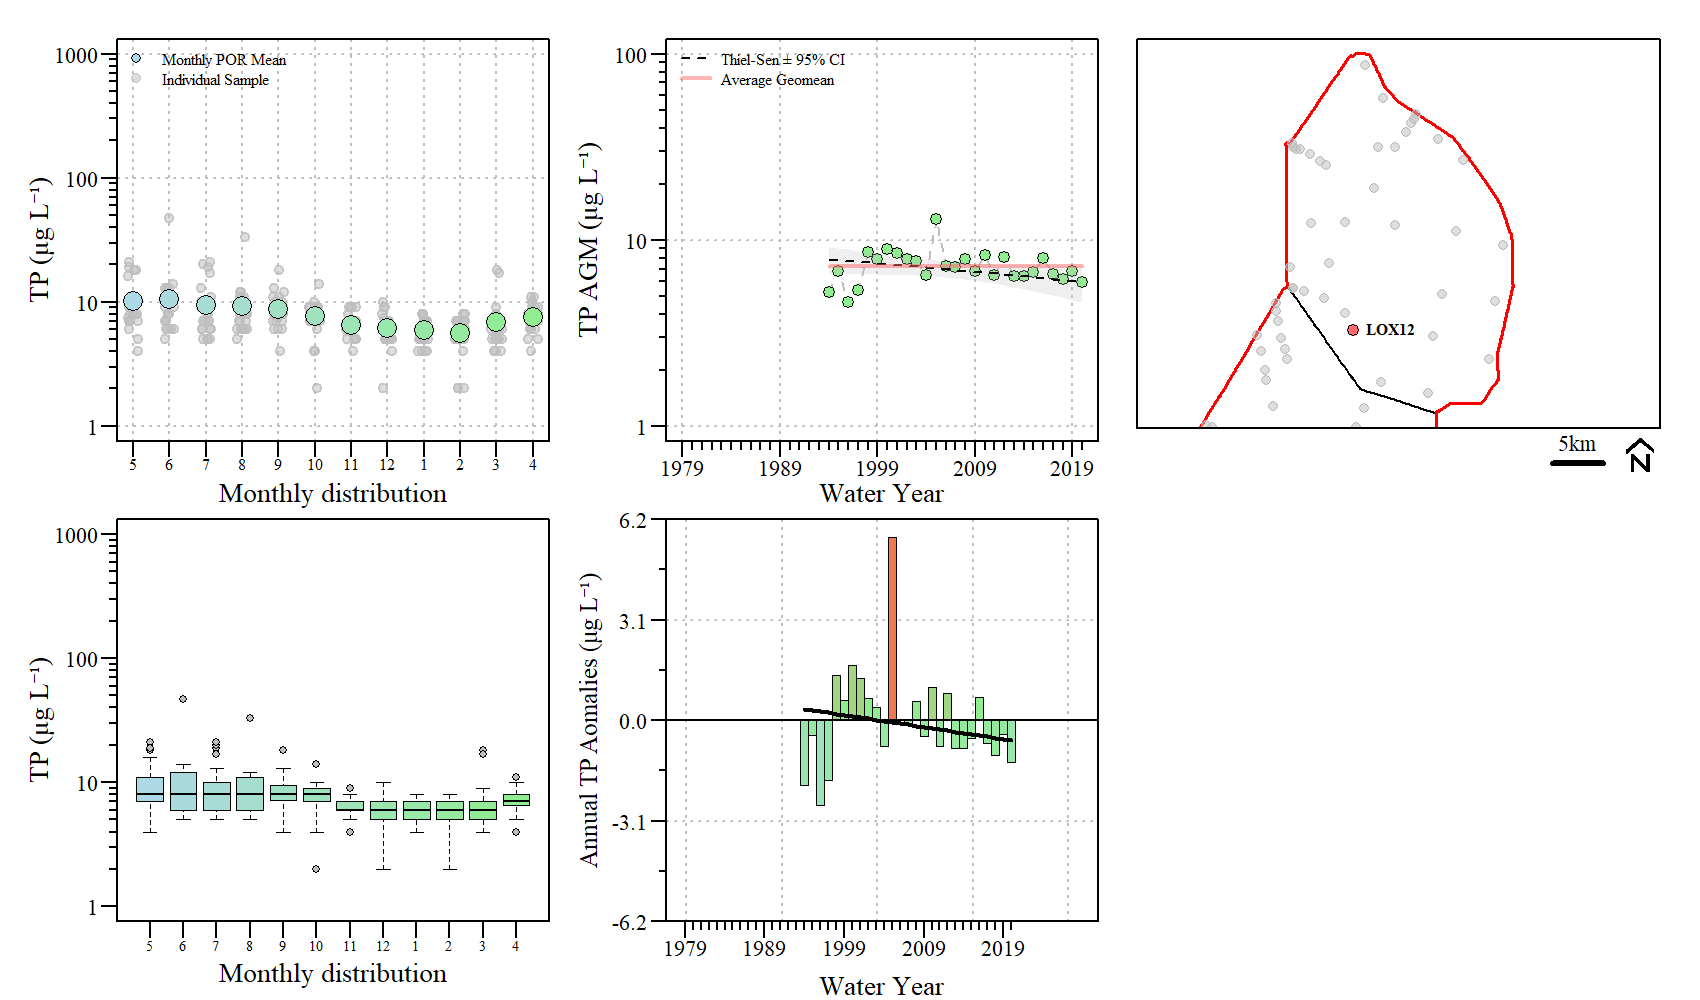 1000
100
10
1
TP (µg L⁻¹)
Monthly POR Mean
Individual Sample
5 6 7 8 9 10 11 12 1 2 3 4
Monthly distribution
100
10
1
TP AGM (µg L⁻¹)
Thiel-Sen ± 95% CI
Average Geomean
1979 1989 1999 2009 2019
Water Year
LOX12
5km
N
1000
100
10
1
TP (µg L⁻¹)
5 6 7 8 9 10 11 12 1 2 3 4
Monthly distribution
6.2
3.1
0.0
-3.1
-6.2
Annual TP Aomalies (µg L⁻¹)
1979 1989 1999 2009 2019
Water Year